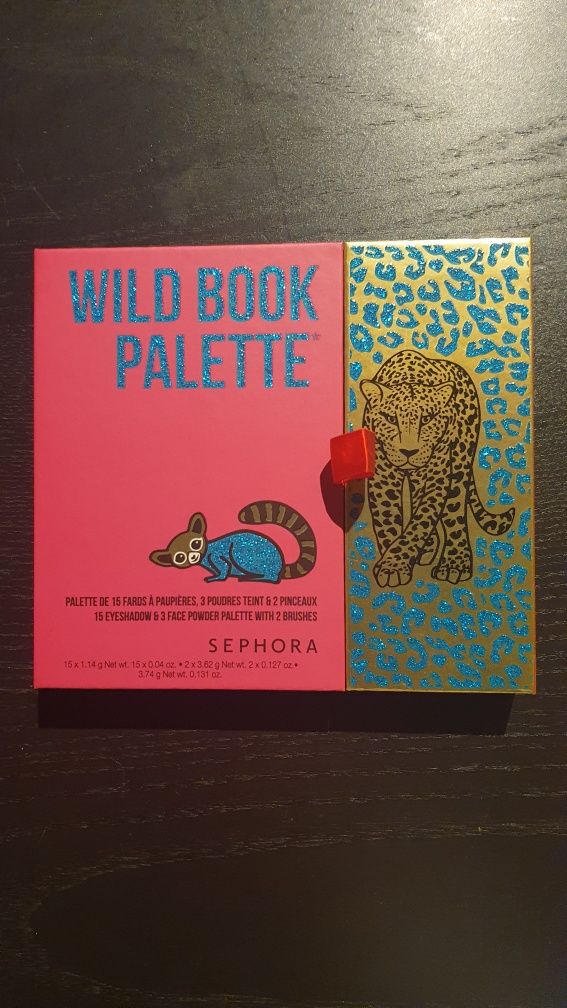 WILD BOOK
PALETTE
PALETTE DE 15 FARDS À PAUPIÈRES, 3 POUDRES TEINT & 2 PINCEAUX
15 EYESHADOW & 3 FACE POWDER PALETTE WITH 2 BRUSHES
SEPHORA
15 x 1.14 g Net wt. 15 x 0.04 oz. • 2 x 3.62 g Net wt. 2 x 0.127 oz. •
3.74 g Net wt. 0.131 oz.